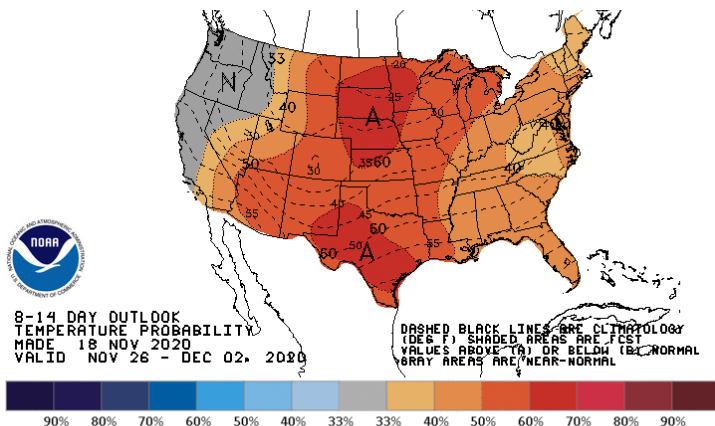 33
N
40
30
50
30
55
20
25
A
30
3560
40
45
60
50
A
60
55
40
NATIONAL OCEANIC AND ATMOSPHERIC ADMINISTRATION
NOAA
U.S. DEPARTMENT OF COMMERCE
8-14 DAY OUTLOOK
TEMPERATURE PROBABILITY
MADE 18 NOV 2020
VALID NOV 26 - DEC 02, 2020
DASHED BLACK LINES ARE CLIMATOLOGY
(DEG F) SHADED AREAS ARE FCST
VALUES ABOVE (A) OR BELOW (B) NORMAL
GRAY AREAS ARE NEAR-NORMAL
90% 80% 70% 60% 50% 40% 33% 33% 40% 50% 60% 70% 80% 90%